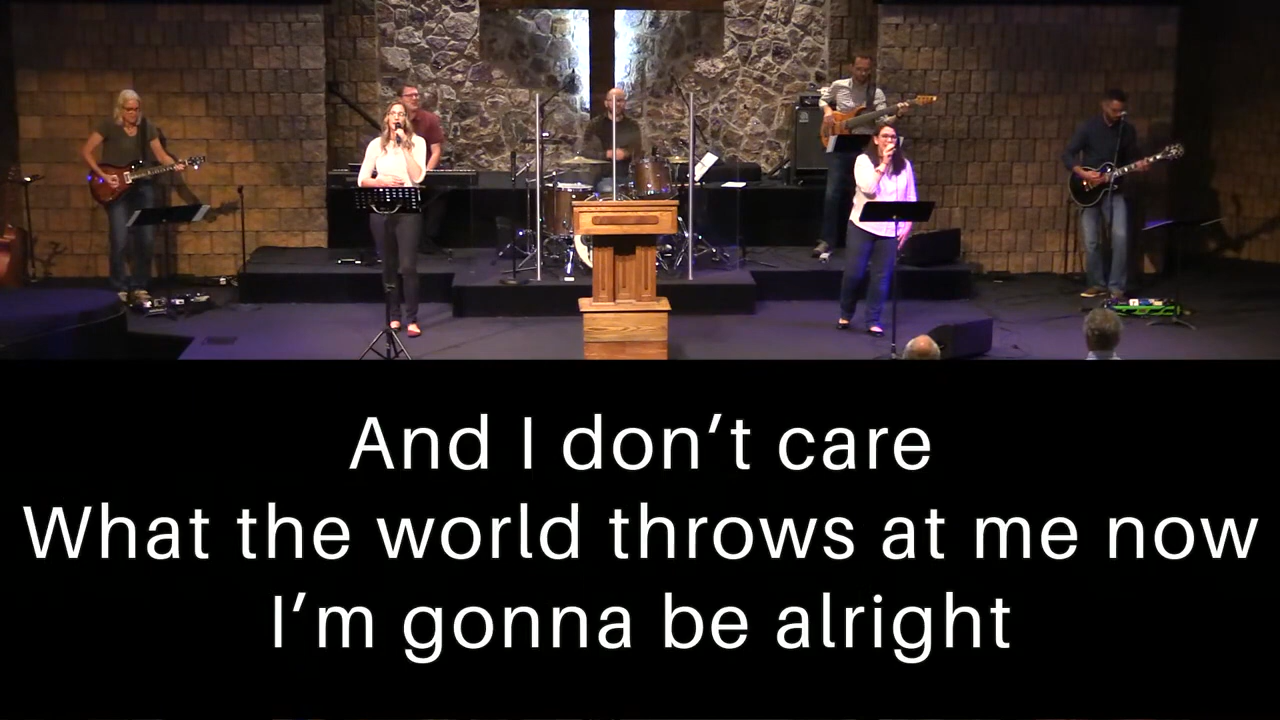 And I don’t care
What the world throws at me now
I’m gonna be alright